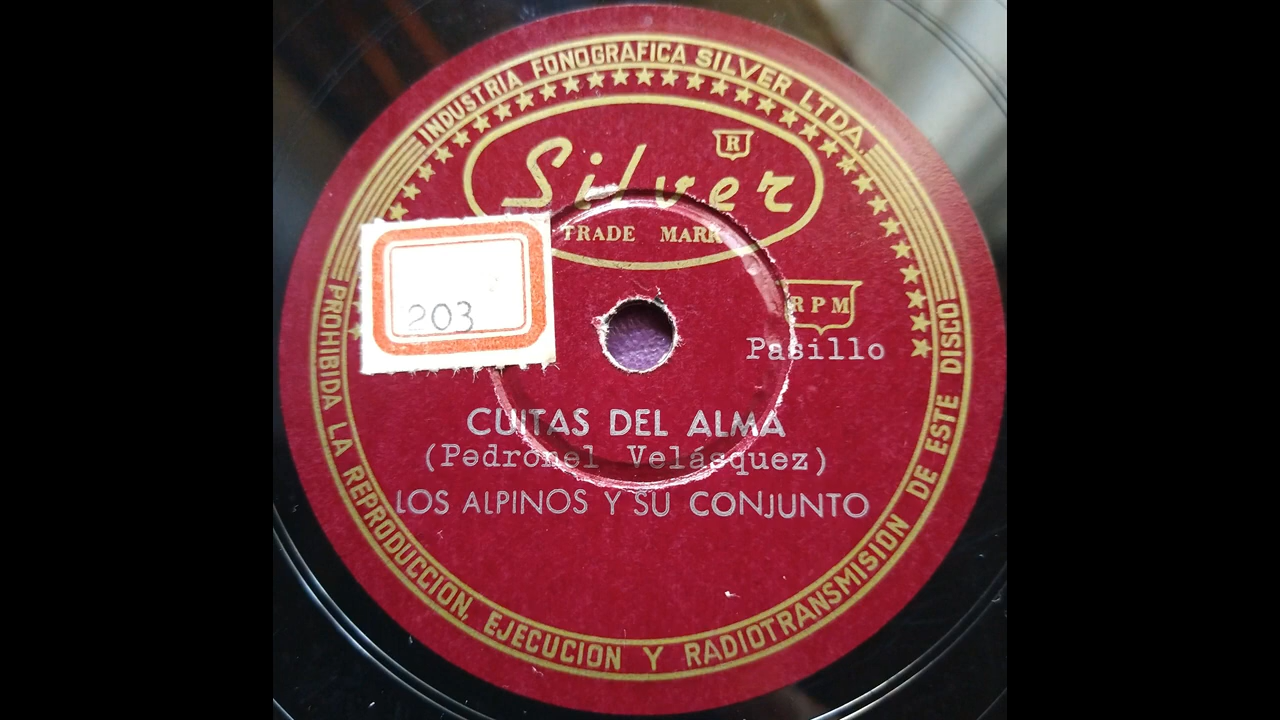 INDUSTRIA FONOGRAFICA SILVER LTDA.
R
Silver
TRADE MARK
203
RPM
Pasillo
CUITAS DEL ALMA
(Pedronel Velásquez)
LOS ALPINOS Y SU CONJUNTO
PROHIBIDA LA REPRODUCCION, EJECUCION Y RADIOTRANSMISION DE ESTE DISCO